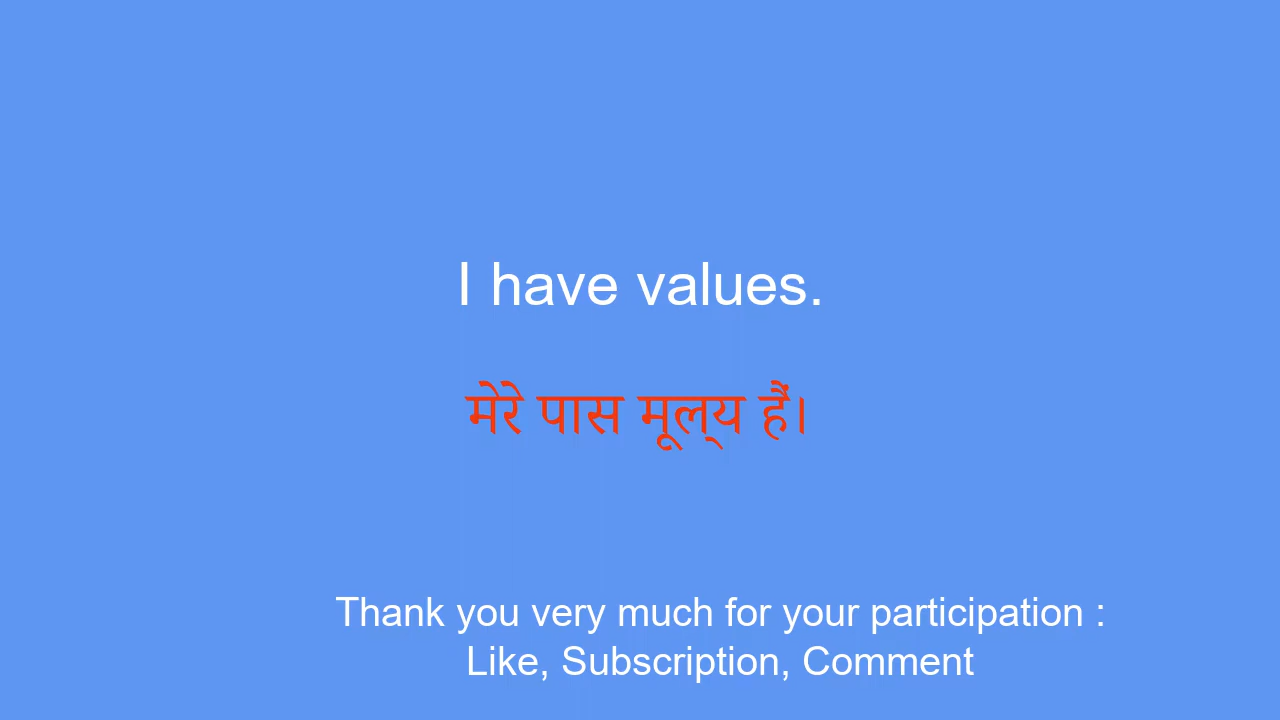 I have values.
मेरे पास मूल्य हैं।
Thank you very much for your participation :
Like, Subscription, Comment